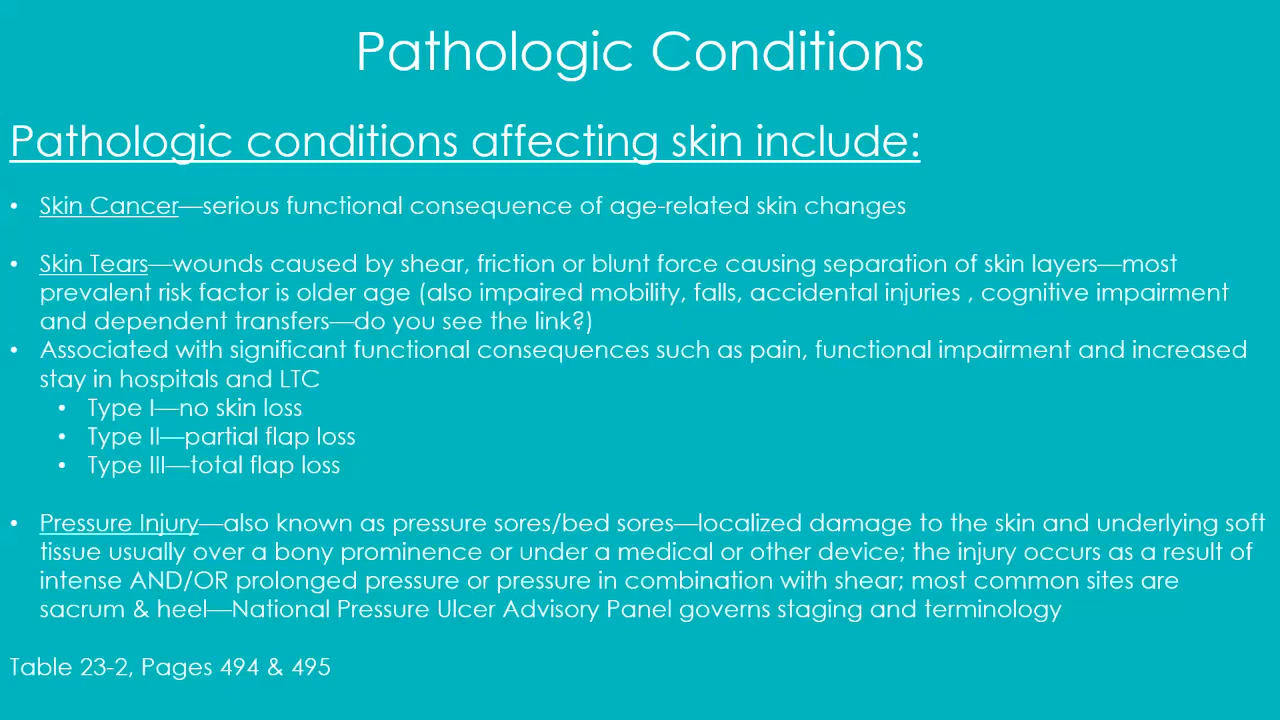 Pathologic Conditions
Pathologic conditions affecting skin include:
• Skin Cancer—serious functional consequence of age-related skin changes
• Skin Tears—wounds caused by shear, friction or blunt force causing separation of skin layers—most
prevalent risk factor is older age (also impaired mobility, falls, accidental injuries , cognitive impairment
and dependent transfers—do you see the link?)
• Associated with significant functional consequences such as pain, functional impairment and increased
stay in hospitals and LTC
• Type I—no skin loss
• Type II—partial flap loss
• Type III—total flap loss
• Pressure Injury—also known as pressure sores/bed sores—localized damage to the skin and underlying soft
tissue usually over a bony prominence or under a medical or other device; the injury occurs as a result of
intense AND/OR prolonged pressure or pressure in combination with shear; most common sites are
sacrum & heel—National Pressure Ulcer Advisory Panel governs staging and terminology
Table 23-2, Pages 494 & 495